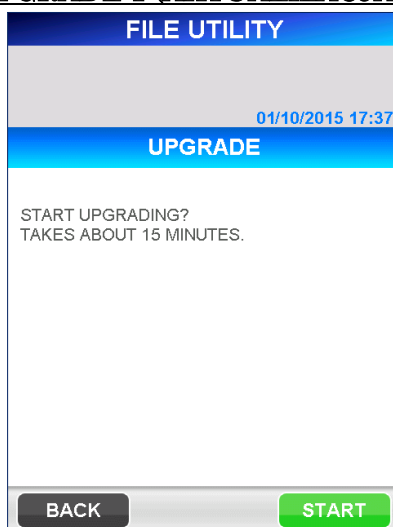 FILE UTILITY
01/10/2015 17:37
UPGRADE
START UPGRADING?
TAKES ABOUT 15 MINUTES.
BACK
START